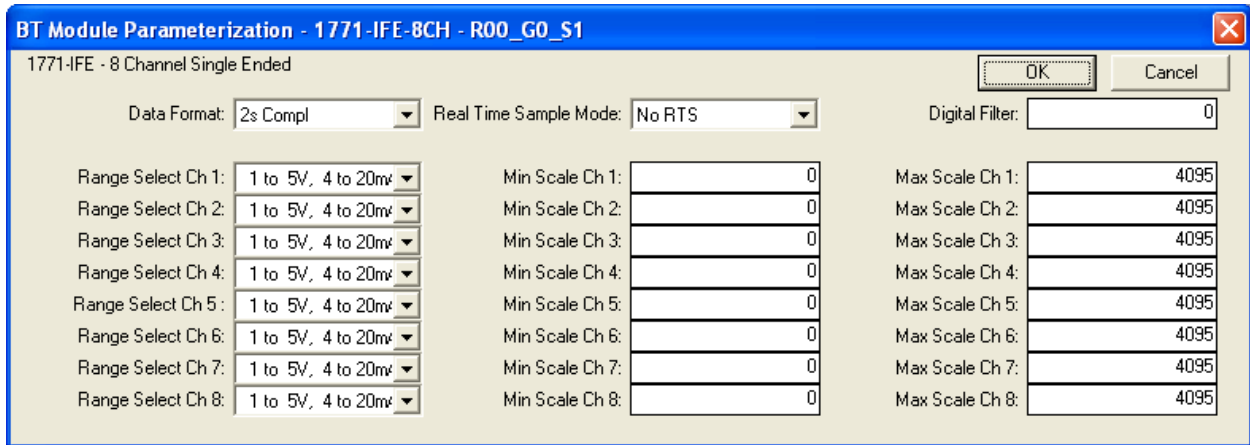 BT Module Parameterization - 1771-IFE-8CH - R00_G0_S1
1771-IFE - 8 Channel Single Ended
OK Cancel
Data Format: 2s Compl Real Time Sample Mode: No RTS Digital Filter: 0
Range Select Ch 1: 1 to 5V, 4 to 20m Min Scale Ch 1: 0 Max Scale Ch 1: 4095
Range Select Ch 2: 1 to 5V, 4 to 20m Min Scale Ch 2: 0 Max Scale Ch 2: 4095
Range Select Ch 3: 1 to 5V, 4 to 20m Min Scale Ch 3: 0 Max Scale Ch 3: 4095
Range Select Ch 4: 1 to 5V, 4 to 20m Min Scale Ch 4: 0 Max Scale Ch 4: 4095
Range Select Ch 5 : 1 to 5V, 4 to 20m Min Scale Ch 5: 0 Max Scale Ch 5: 4095
Range Select Ch 6: 1 to 5V, 4 to 20m Min Scale Ch 6: 0 Max Scale Ch 6: 4095
Range Select Ch 7: 1 to 5V, 4 to 20m Min Scale Ch 7: 0 Max Scale Ch 7: 4095
Range Select Ch 8: 1 to 5V, 4 to 20m Min Scale Ch 8: 0 Max Scale Ch 8: 4095